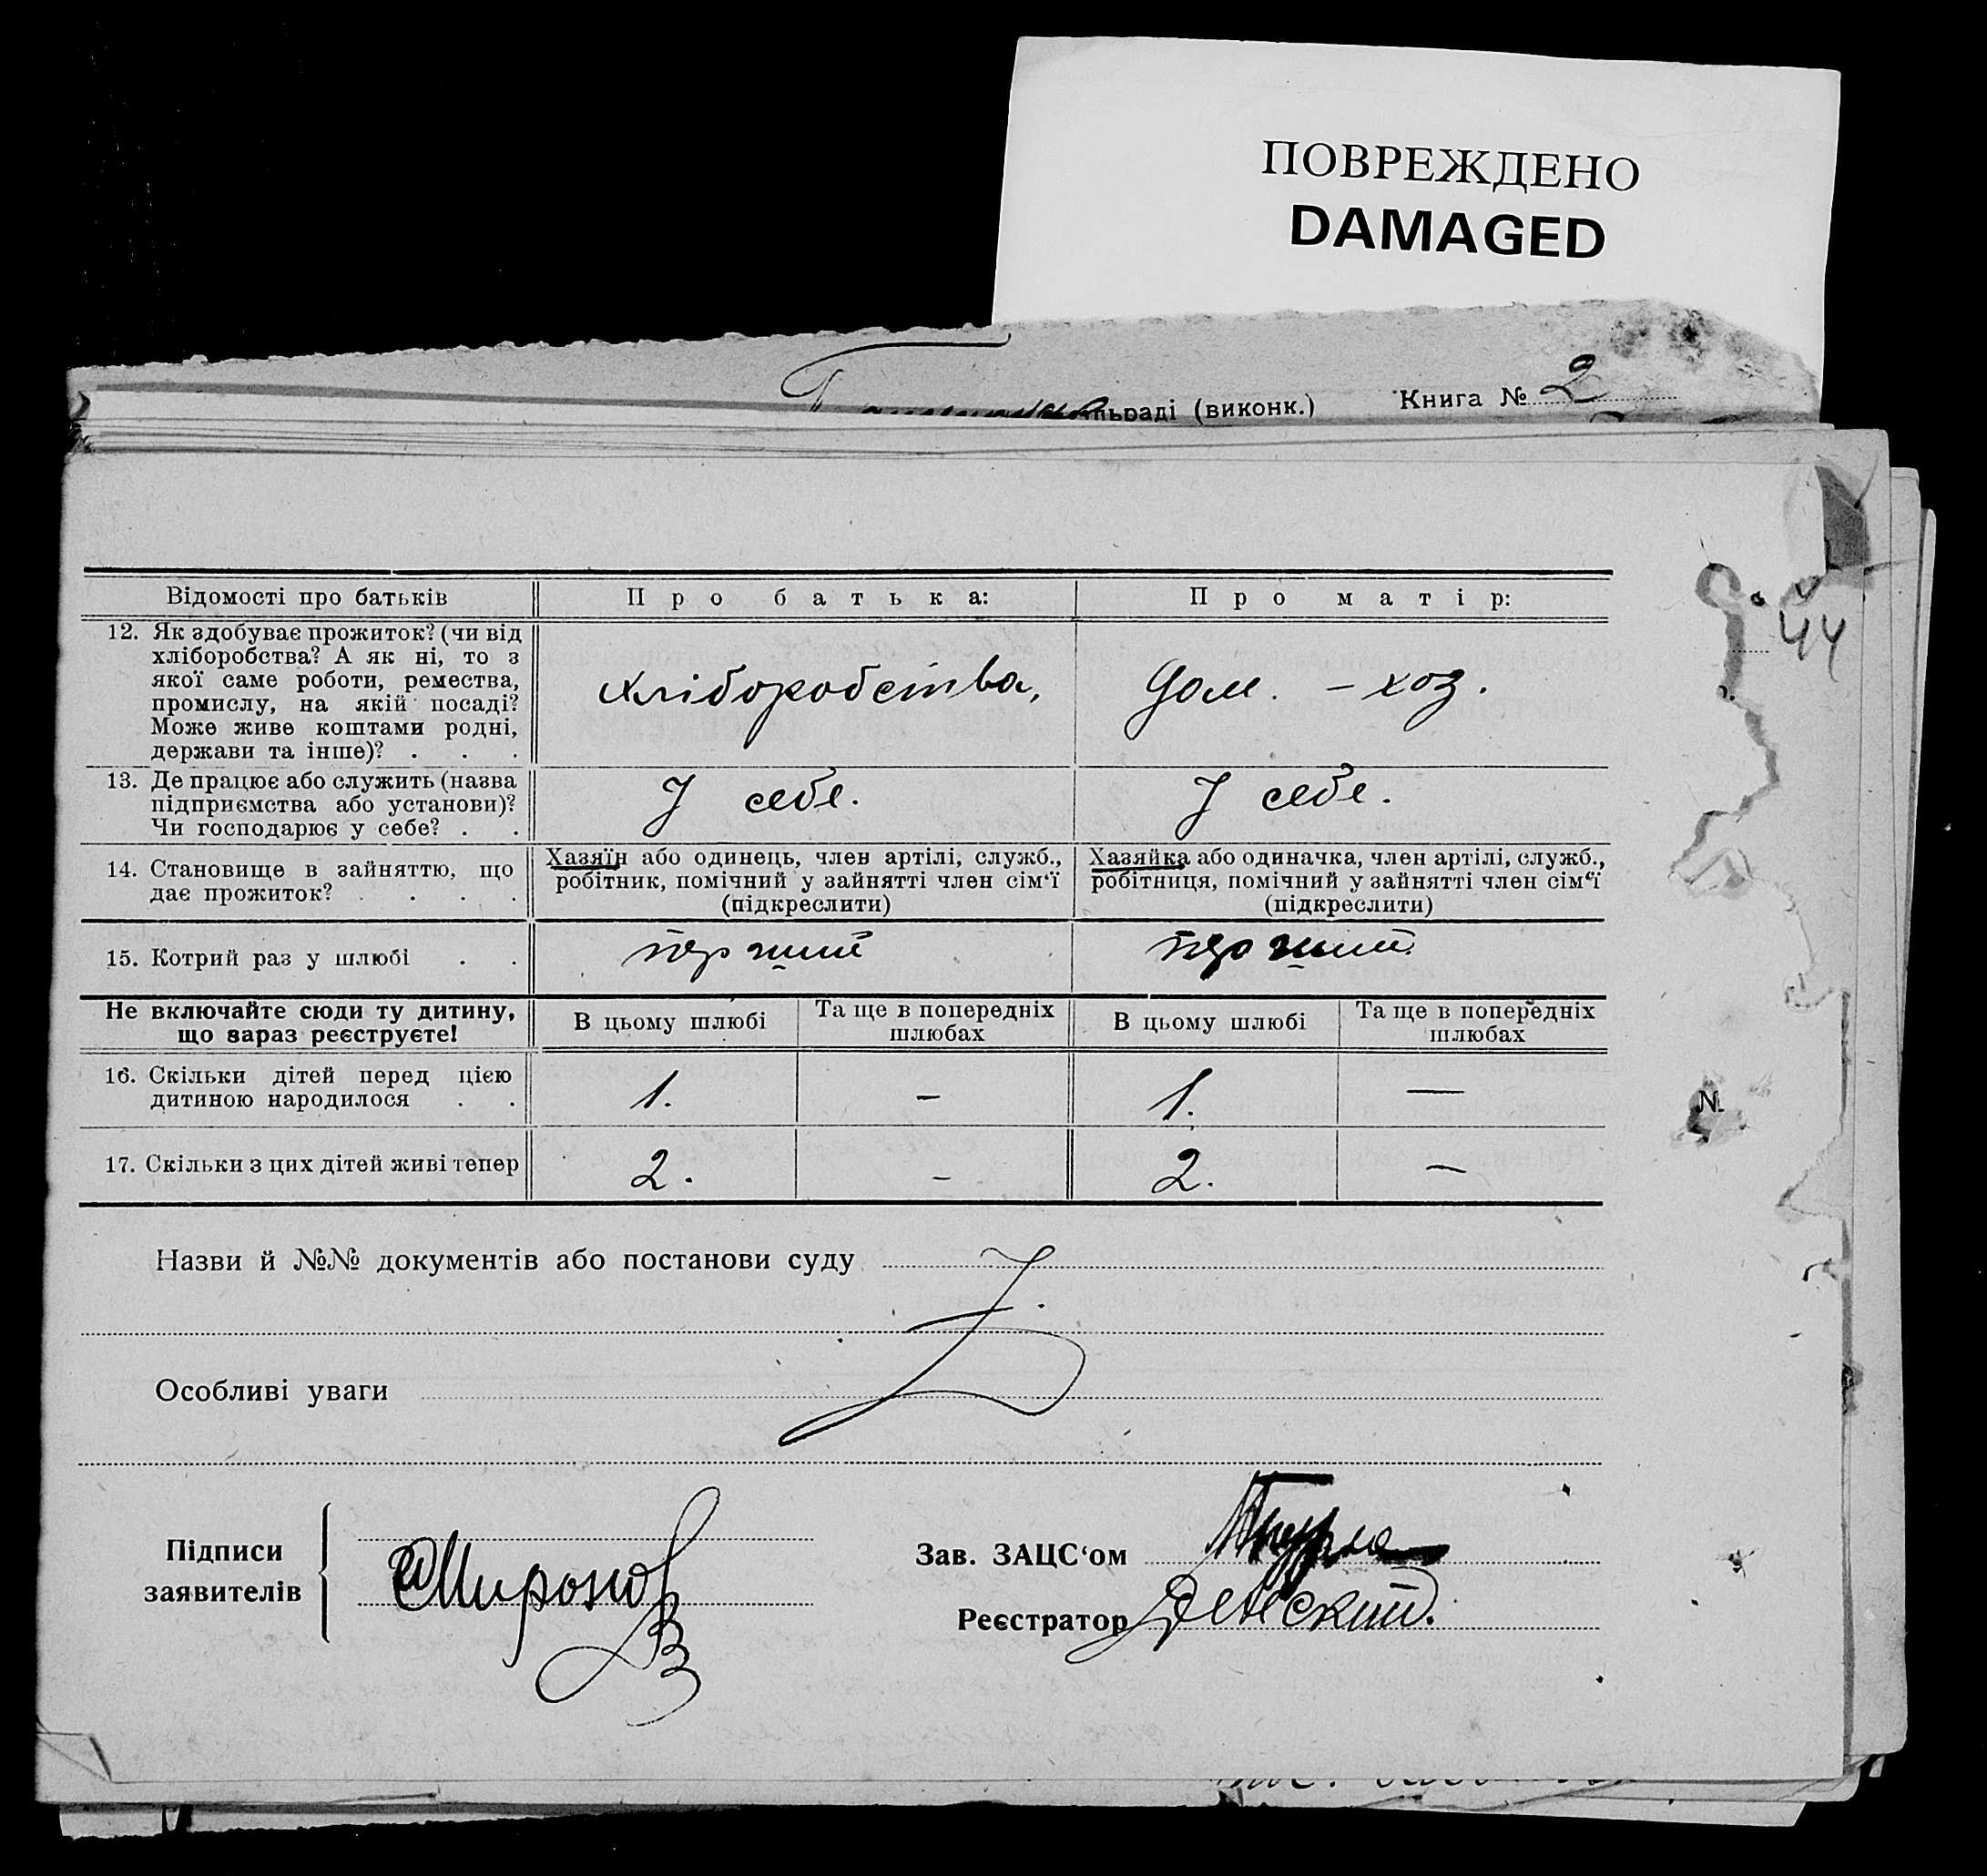 ПОВРЕЖДЕНО
DAMAGED
льраді (виконк.) Книга № 2
44
Відомості про батьків Про батька: Про матір:
12. Як здобуває прожиток? (чи від
хліборобства? А як ні, то з
якої саме роботи, ремества,
промислу, на якій посаді?
Може живе коштами родні,
держави та інше)? . . .
хліборобства, Дом. – хоз.
13. Де працює або служить (назва
підприємства або установи)?
Чи господарює у себе? . .
У себе. У себе.
14. Становище в зайняттю, що
дає прожиток? . . . .
Хазяїн або одинець, член артілі, служб.,
робітник, помічний у зайнятті член сім‘ї
(підкреслити)
Хазяйка або одиначка, член артілі, служб.,
робітниця, помічний у зайнятті член сім‘ї
(підкреслити)
15. Котрий раз у шлюбі . .
перший перший
Не включайте сюди ту дитину,
що зараз реєструєте!
В цьому шлюбі
Та ще в попередніх
шлюбах
В цьому шлюбі
Та ще в попередніх
шлюбах
16. Скільки дітей перед цією
дитиною народилося . .
1. – 1. —
17. Скільки з цих дітей живі тепер 2. – 2. —
Назви й №№ документів або постанови суду
Особливі уваги
Підписи
заявителів
Миронов
Зав. ЗАЦС‘ом
Реєстратор
N.